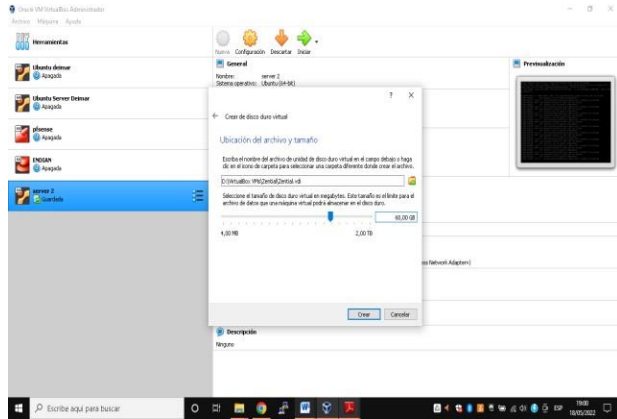 Oracle VM VirtualBox Administrador
Archivo Máquina Ayuda
Herramientas
Nueva Configuración Descartar Iniciar
Ubuntu deimar
Apagada
Ubuntu Server Deimar
Apagada
pfsense
Apagada
ENDIAN
Apagada
server 2
Guardada
General
Nombre: server 2
Sistema operativo: Ubuntu (64-bit)
Previsualización
? X
Crear de disco duro virtual
Ubicación del archivo y tamaño
Escriba el nombre del archivo de unidad de disco duro virtual en el campo debajo o haga
clic en el icono de carpeta para seleccionar una carpeta diferente donde crear el archivo.
D:\VirtualBox VMs\Zential\Zential.vdi
Seleccione el tamaño de disco duro virtual en megabytes. Este tamaño es el límite para el
archivo de datos que una máquina virtual podrá almacenar en el disco duro.
60,00 GB
4,00 MB 2,00 TB
Network Adapter»)
Crear Cancelar
Descripción
Ninguno
Escribe aquí para buscar
ESP
19:00
18/05/2022